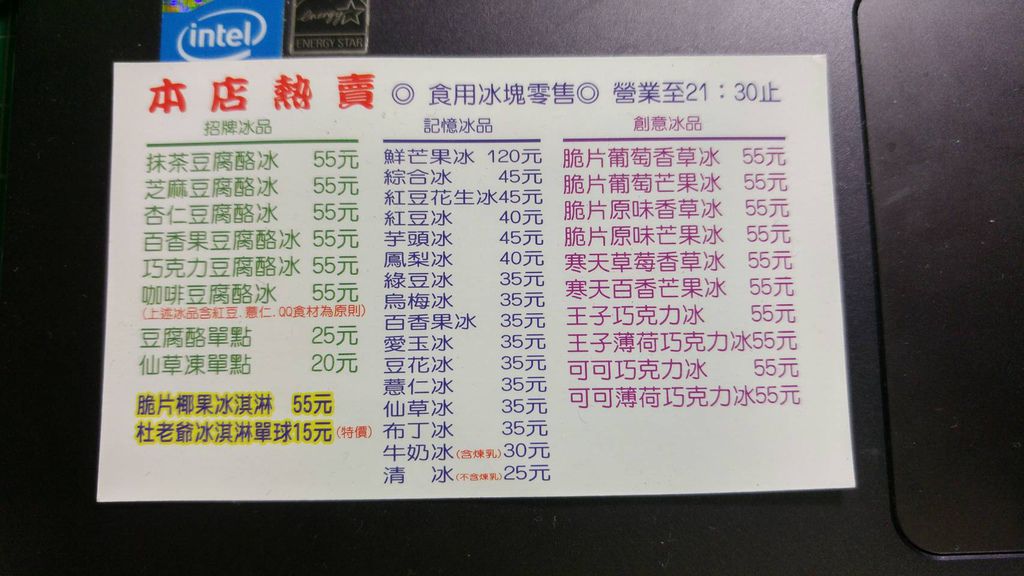 intel
energy
ENERGY STAR
本店熱賣 ◎ 食用冰塊零售◎ 營業至21：30止
招牌冰品
抹茶豆腐酪冰 55元
芝麻豆腐酪冰 55元
杏仁豆腐酪冰 55元
百香果豆腐酪冰 55元
巧克力豆腐酪冰 55元
咖啡豆腐酪冰 55元
(上述冰品含紅豆.薏仁.QQ食材為原則)
豆腐酪單點 25元
仙草凍單點 20元
脆片椰果冰淇淋 55元
杜老爺冰淇淋單球15元(特價)
記憶冰品
鮮芒果冰 120元
綜合冰 45元
紅豆花生冰45元
紅豆冰 40元
芋頭冰 45元
鳳梨冰 40元
綠豆冰 35元
烏梅冰 35元
百香果冰 35元
愛玉冰 35元
豆花冰 35元
薏仁冰 35元
仙草冰 35元
布丁冰 35元
牛奶冰(含煉乳)30元
清 冰(不含煉乳)25元
創意冰品
脆片葡萄香草冰 55元
脆片葡萄芒果冰 55元
脆片原味香草冰 55元
脆片原味芒果冰 55元
寒天草莓香草冰 55元
寒天百香芒果冰 55元
王子巧克力冰 55元
王子薄荷巧克力冰55元
可可巧克力冰 55元
可可薄荷巧克力冰55元